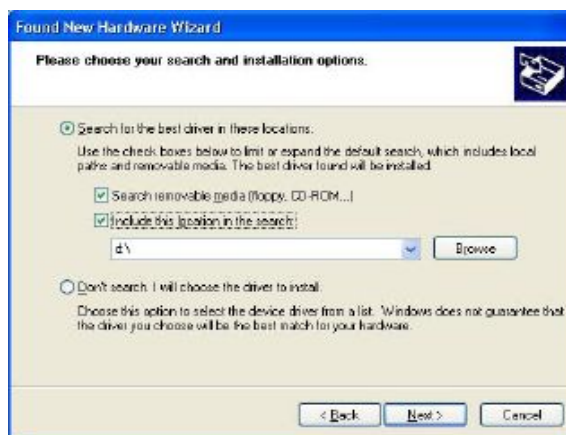 Found New Hardware Wizard
Please choose your search and installation options.
Search for the best driver in these locations.
Use the check boxes below to limit or expand the default search, which includes local
paths and removable media. The best driver found will be installed.
Search removable media (floppy, CD-ROM...)
Include this location in the search:
d:\
Browse
Don't search. I will choose the driver to install.
Choose this option to select the device driver from a list. Windows does not guarantee that
the driver you choose will be the best match for your hardware.
< Back
Next >
Cancel